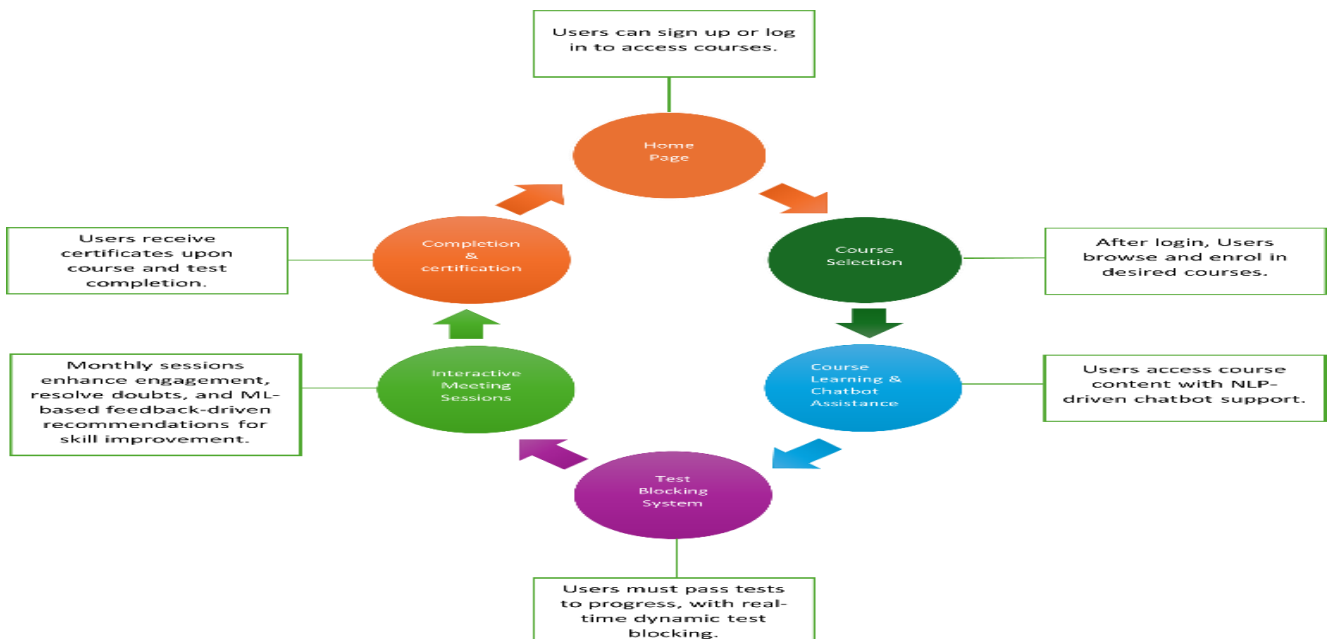 Users can sign up or log
in to access courses.
Home
Page
Course
Selection
After login, Users
browse and enrol in
desired courses.
Course
Learning &
Chatbot
Assistance
Users access course
content with NLP-
driven chatbot support.
Test
Blocking
System
Users must pass tests
to progress, with real-
time dynamic test
blocking.
Interactive
Meeting
Sessions
Monthly sessions
enhance engagement,
resolve doubts, and ML-
based feedback-driven
recommendations for
skill improvement.
Completion
&
certification
Users receive
certificates upon
course and test
completion.